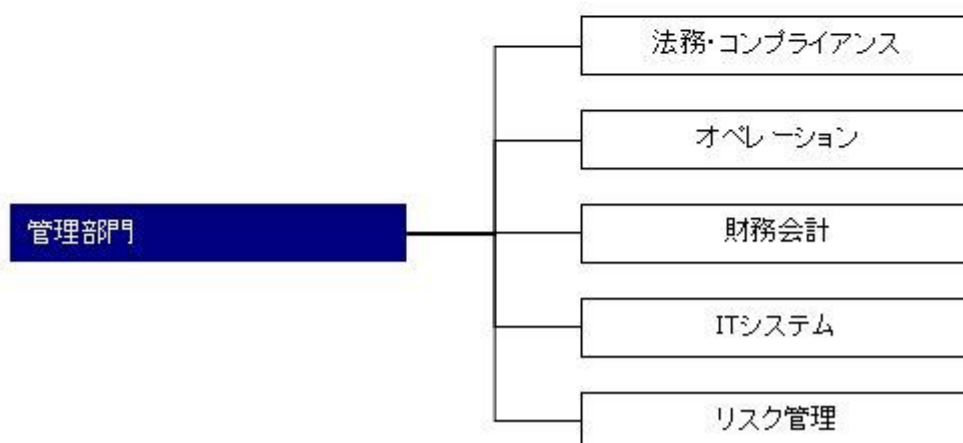 法務・コンプライアンス
オペレーション
管理部門
財務会計
ITシステム
リスク管理